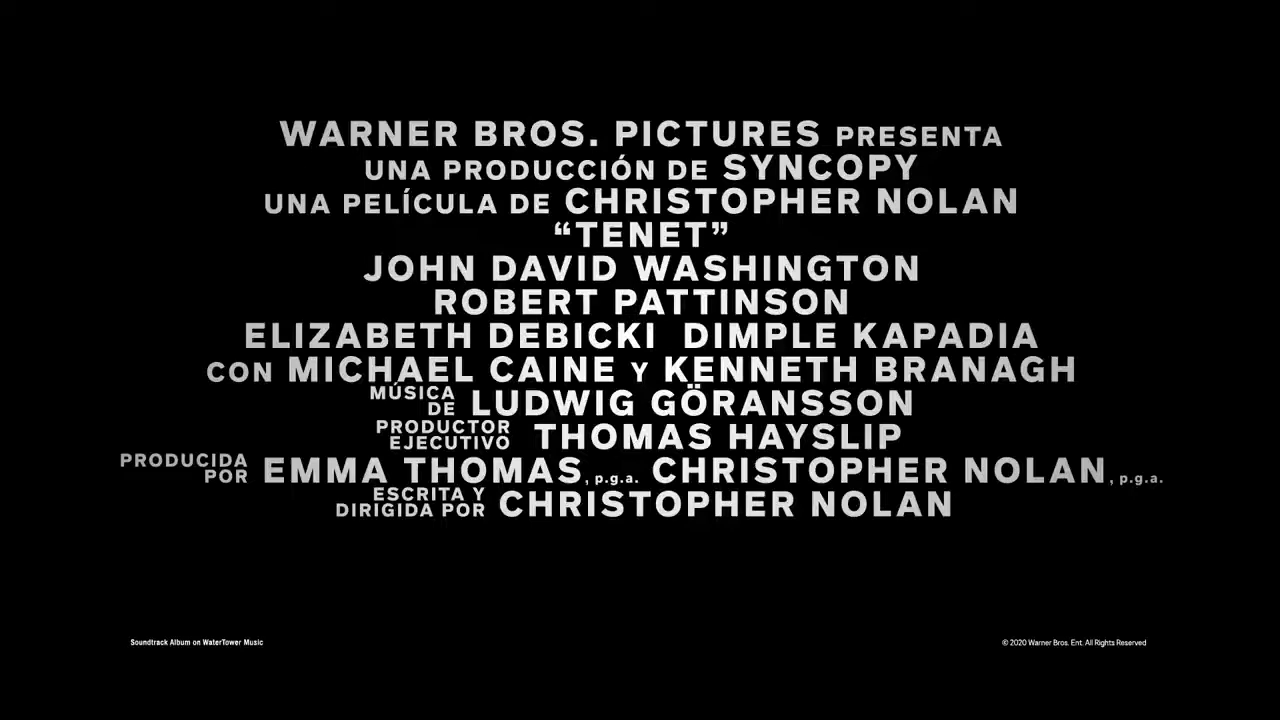 WARNER BROS. PICTURES PRESENTA
UNA PRODUCCIÓN DE SYNCOPY
UNA PELÍCULA DE CHRISTOPHER NOLAN
“TENET”
JOHN DAVID WASHINGTON
ROBERT PATTINSON
ELIZABETH DEBICKI DIMPLE KAPADIA
CON MICHAEL CAINE Y KENNETH BRANAGH
MÚSICA DE LUDWIG GÖRANSSON
PRODUCTOR EJECUTIVO THOMAS HAYSLIP
PRODUCIDA POR EMMA THOMAS, p.g.a. CHRISTOPHER NOLAN, p.g.a.
ESCRITA Y DIRIGIDA POR CHRISTOPHER NOLAN
Soundtrack Album on WaterTower Music
© 2020 Warner Bros. Ent. All Rights Reserved